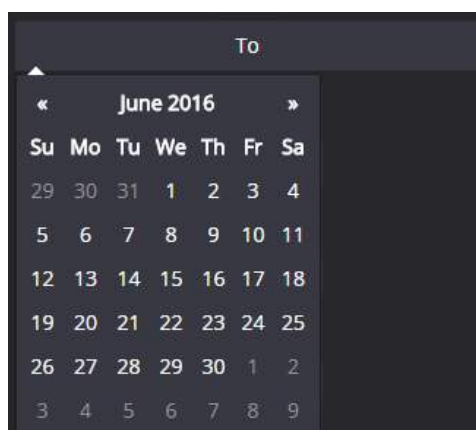 To
« June 2016 »
Su Mo Tu We Th Fr Sa
29 30 31 1 2 3 4
5 6 7 8 9 10 11
12 13 14 15 16 17 18
19 20 21 22 23 24 25
26 27 28 29 30 1 2
3 4 5 6 7 8 9